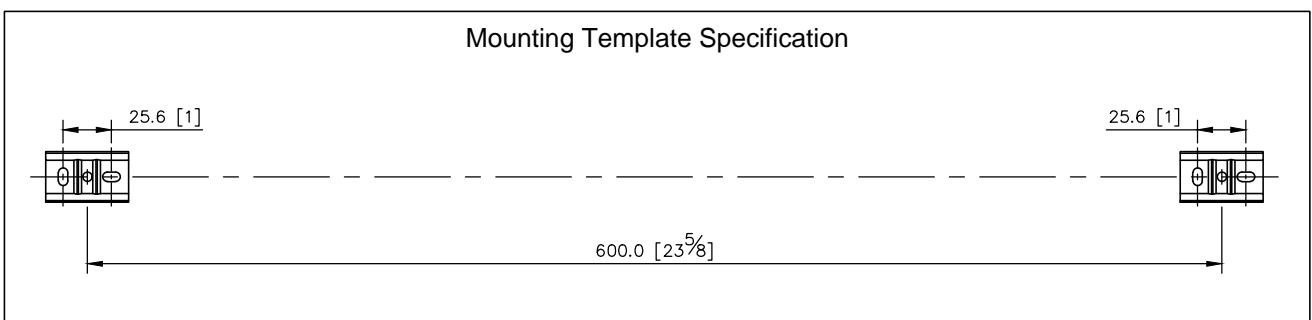 Mounting Template Specification
25.6 [1]
25.6 [1]
600.0 [23⅝]